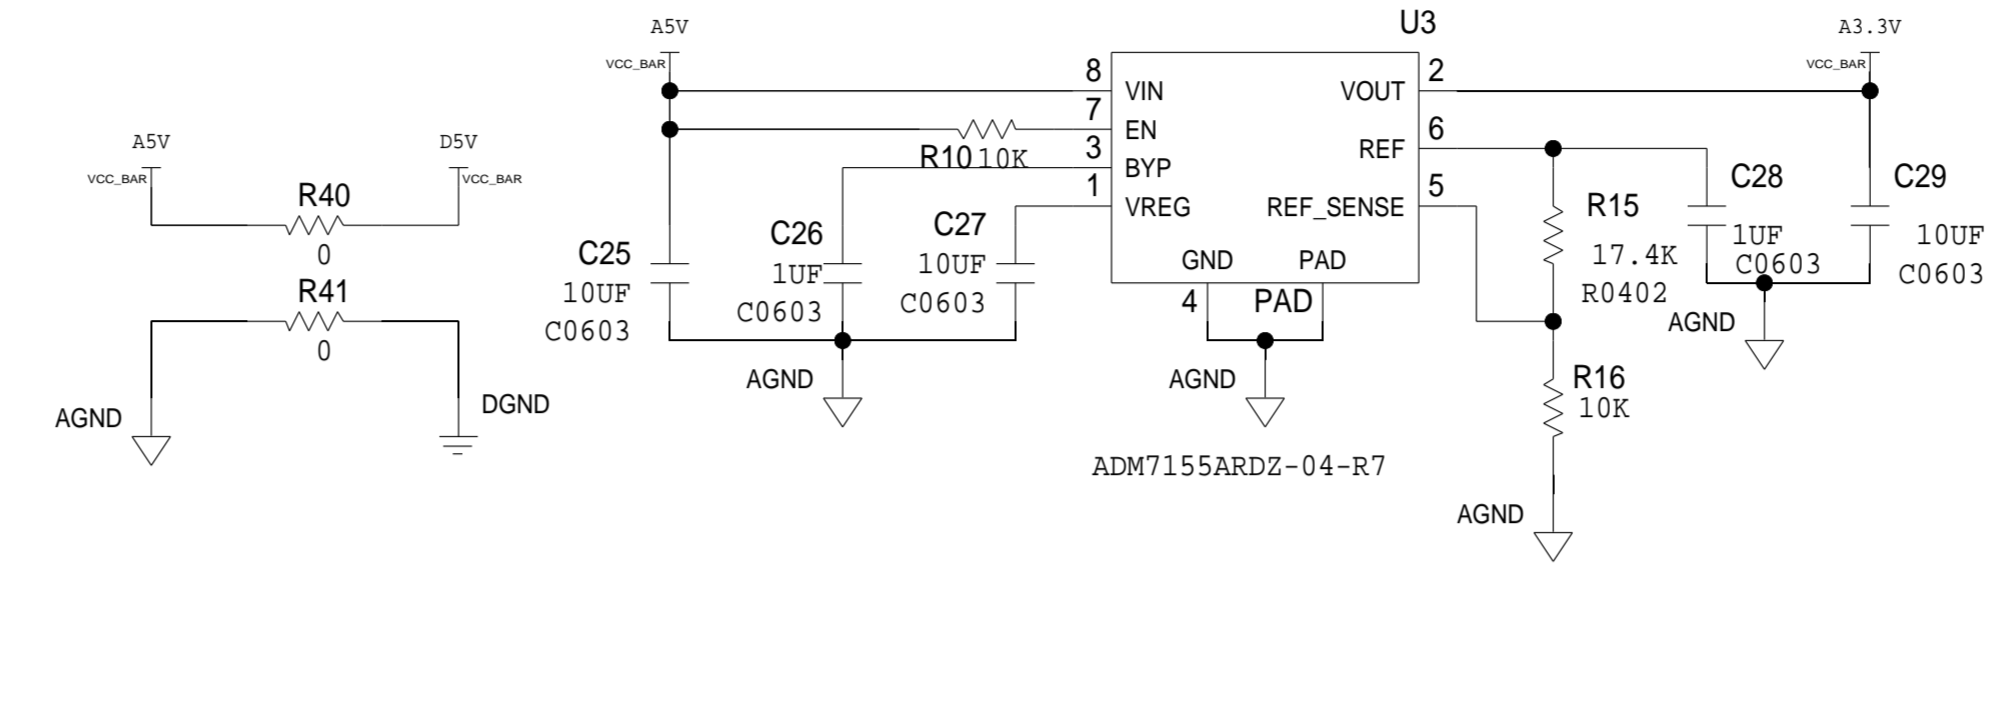 A5V
VCC_BAR
D5V
VCC_BAR
R40
0
R41
0
AGND
DGND
A5V
VCC_BAR
R10 10K
C25
10UF
C0603
C26
1UF
C0603
C27
10UF
C0603
AGND
U3
8
VIN
7
EN
3
BYP
1
VREG
VOUT
2
REF
6
REF_SENSE
5
GND
PAD
4
PAD
AGND
ADM7155ARDZ-04-R7
A3.3V
VCC_BAR
R15
17.4K
R0402
R16
10K
AGND
C28
1UF
C0603
C29
10UF
C0603
AGND